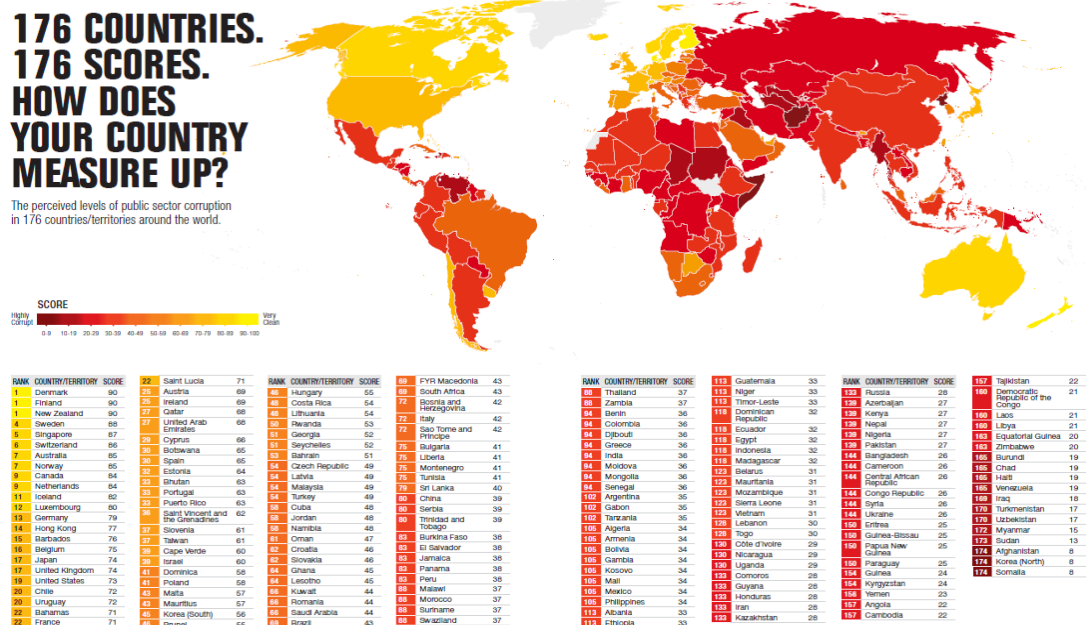 176 COUNTRIES.
176 SCORES.
HOW DOES
YOUR COUNTRY
MEASURE UP?
The perceived levels of public sector corruption
in 176 countries/territories around the world.
SCORE
Highly
Corrupt
Very
Clean
0-9 10-19 20-29 30-39 40-49 50-59 60-69 70-79 80-89 90-100
RANK COUNTRY/TERRITORY SCORE
1 Denmark 90
1 Finland 90
1 New Zealand 90
4 Sweden 88
5 Singapore 87
6 Switzerland 86
7 Australia 85
7 Norway 85
9 Canada 84
9 Netherlands 84
11 Iceland 82
12 Luxembourg 80
13 Germany 79
14 Hong Kong 77
15 Barbados 76
16 Belgium 75
17 Japan 74
17 United Kingdom 74
19 United States 73
20 Chile 72
20 Uruguay 72
22 Bahamas 71
22 France 71
22 Saint Lucia 71
25 Austria 69
25 Ireland 69
27 Qatar 68
27 United Arab
Emirates 68
29 Cyprus 66
30 Botswana 65
30 Spain 65
32 Estonia 64
33 Bhutan 63
33 Portugal 63
33 Puerto Rico 63
36 Saint Vincent and
the Grenadines 62
37 Slovenia 61
37 Taiwan 61
39 Cape Verde 60
39 Israel 60
41 Dominica 58
41 Poland 58
43 Malta 57
43 Mauritius 57
45 Korea (South) 56
46 Brunei 55
RANK COUNTRY/TERRITORY SCORE
46 Hungary 55
48 Costa Rica 54
48 Lithuania 54
50 Rwanda 53
51 Georgia 52
51 Seychelles 52
53 Bahrain 51
54 Czech Republic 49
54 Latvia 49
54 Malaysia 49
54 Turkey 49
58 Cuba 48
58 Jordan 48
58 Namibia 48
61 Oman 47
62 Croatia 46
62 Slovakia 46
64 Ghana 45
64 Lesotho 45
66 Kuwait 44
66 Romania 44
66 Saudi Arabia 44
69 Brazil 43
69 FYR Macedonia 43
69 South Africa 43
72 Bosnia and
Herzegovina 42
72 Italy 42
72 Sao Tome and
Principe 42
75 Bulgaria 41
75 Liberia 41
75 Montenegro 41
75 Tunisia 41
79 Sri Lanka 40
80 China 39
80 Serbia 39
80 Trinidad and
Tobago 39
83 Burkina Faso 38
83 El Salvador 38
83 Jamaica 38
83 Panama 38
83 Peru 38
88 Malawi 37
88 Morocco 37
88 Suriname 37
88 Swaziland 37
RANK COUNTRY/TERRITORY SCORE
88 Thailand 37
88 Zambia 37
94 Benin 36
94 Colombia 36
94 Djibouti 36
94 Greece 36
94 India 36
94 Moldova 36
94 Mongolia 36
94 Senegal 36
102 Argentina 35
102 Gabon 35
102 Tanzania 35
105 Algeria 34
105 Armenia 34
105 Bolivia 34
105 Gambia 34
105 Kosovo 34
105 Mali 34
105 Mexico 34
105 Philippines 34
113 Albania 33
113 Ethiopia 33
113 Guatemala 33
113 Niger 33
113 Timor-Leste 33
118 Dominican
Republic 32
118 Ecuador 32
118 Egypt 32
118 Indonesia 32
118 Madagascar 32
123 Belarus 31
123 Mauritania 31
123 Mozambique 31
123 Sierra Leone 31
123 Vietnam 31
128 Lebanon 30
128 Togo 30
130 Côte d'Ivoire 29
130 Nicaragua 29
130 Uganda 29
133 Comoros 28
133 Guyana 28
133 Honduras 28
133 Iran 28
133 Kazakhstan 28
RANK COUNTRY/TERRITORY SCORE
133 Russia 28
139 Azerbaijan 27
139 Kenya 27
139 Nepal 27
139 Nigeria 27
139 Pakistan 27
144 Bangladesh 26
144 Cameroon 26
144 Central African
Republic 26
144 Congo Republic 26
144 Syria 26
144 Ukraine 26
150 Eritrea 25
150 Guinea-Bissau 25
150 Papua New
Guinea 25
150 Paraguay 25
154 Guinea 24
154 Kyrgyzstan 24
156 Yemen 23
157 Angola 22
157 Cambodia 22
157 Tajikistan 22
160 Democratic
Republic of the
Congo 21
160 Laos 21
160 Libya 21
163 Equatorial Guinea 20
163 Zimbabwe 20
165 Burundi 19
165 Chad 19
165 Haiti 19
165 Venezuela 19
169 Iraq 18
170 Turkmenistan 17
170 Uzbekistan 17
172 Myanmar 15
173 Sudan 13
174 Afghanistan 8
174 Korea (North) 8
174 Somalia 8